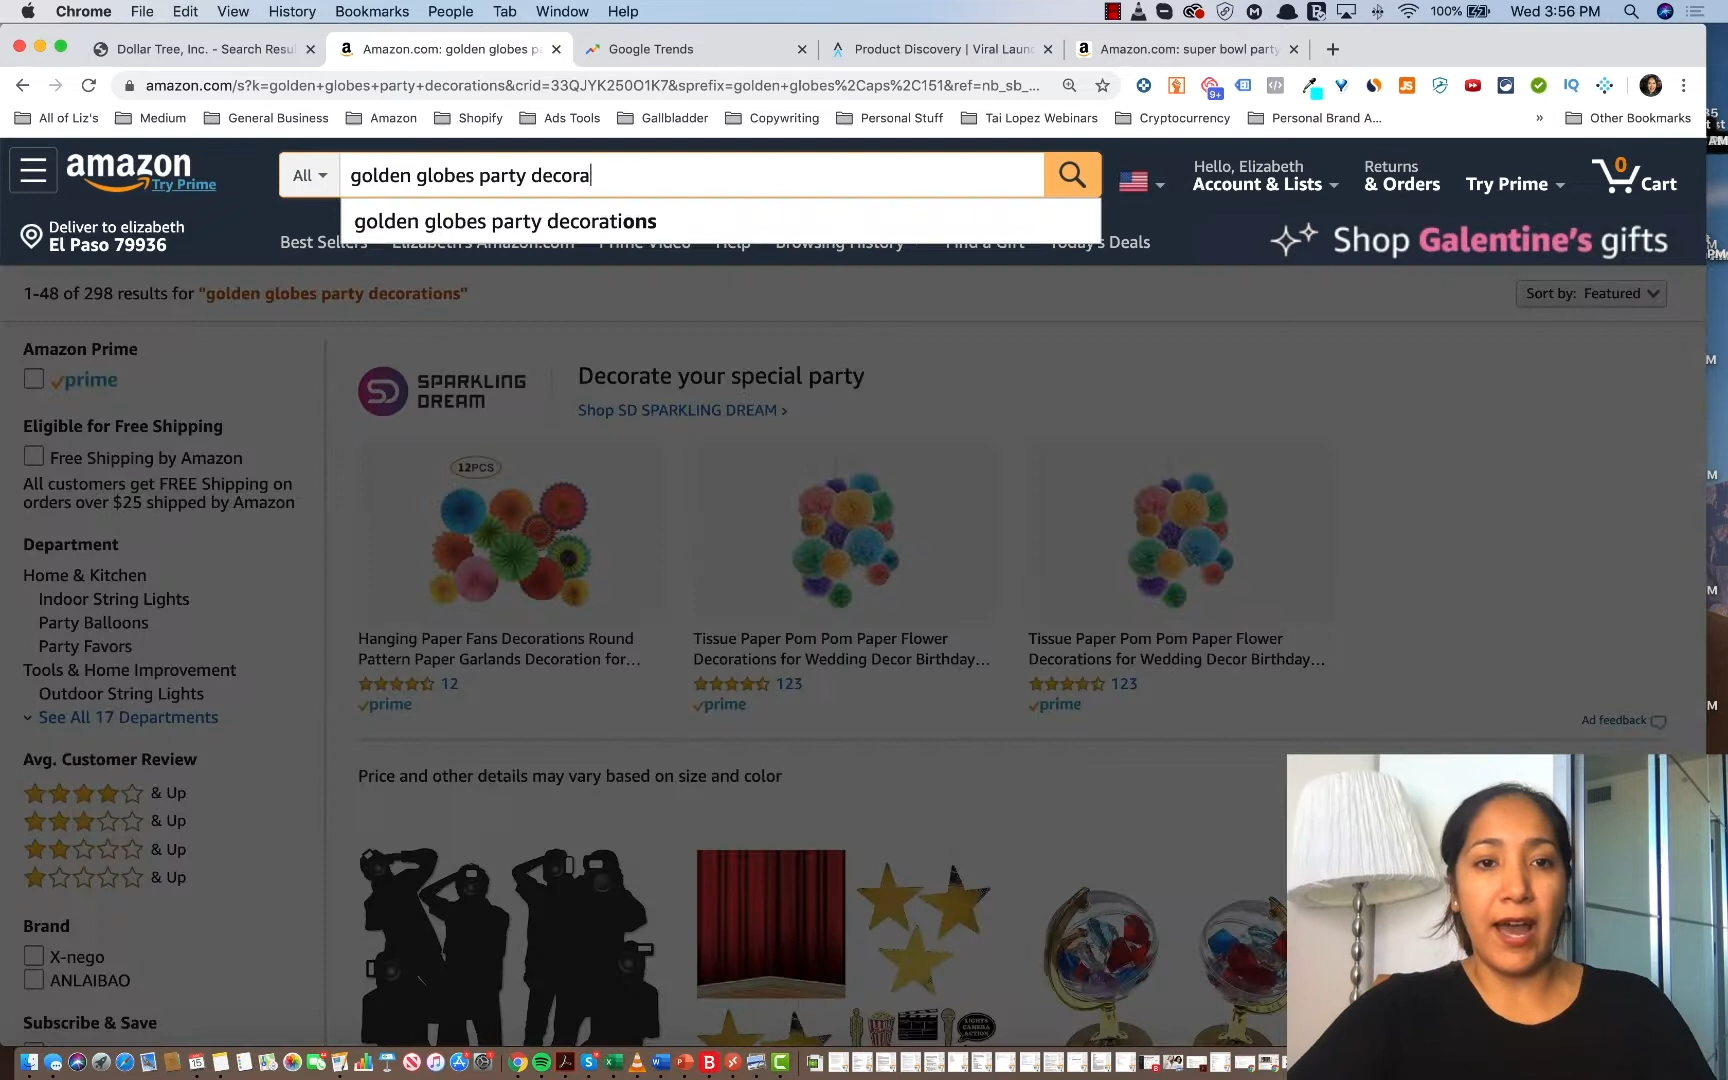 Chrome File Edit View History Bookmarks People Tab Window Help 100% Wed 3:56 PM
Dollar Tree, Inc. - Search Resul Amazon.com: golden globes p Google Trends Product Discovery | Viral Laun Amazon.com: super bowl party
amazon.com/s?k=golden+globes+party+decorations&crid=33QJYK250O1K7&sprefix=golden+globes%2Caps%2C151&ref=nb_sb_...
All of Liz's Medium General Business Amazon Shopify Ads Tools Gallbladder Copywriting Personal Stuff Tai Lopez Webinars Cryptocurrency Personal Brand A... » Other Bookmarks
amazon
Try Prime
All
golden globes party decora
Hello, Elizabeth
Account & Lists
Returns
& Orders
Try Prime
0
Cart
golden globes party decorations
Deliver to elizabeth
El Paso 79936
Best Sellers Elizabeth's Amazon.com Prime Video Help Browsing History Find a Gift Today's Deals
Shop Galentine's gifts
1-48 of 298 results for "golden globes party decorations"
Sort by: Featured
Amazon Prime
prime
Eligible for Free Shipping
Free Shipping by Amazon
All customers get FREE Shipping on
orders over $25 shipped by Amazon
Department
Home & Kitchen
Indoor String Lights
Party Balloons
Party Favors
Tools & Home Improvement
Outdoor String Lights
See All 17 Departments
Avg. Customer Review
& Up
& Up
& Up
& Up
Brand
X-nego
ANLAIBAO
Subscribe & Save
SD SPARKLING
DREAM
Decorate your special party
Shop SD SPARKLING DREAM ›
12PCS
Hanging Paper Fans Decorations Round
Pattern Paper Garlands Decoration for...
12
prime
Tissue Paper Pom Pom Paper Flower
Decorations for Wedding Decor Birthday...
123
prime
Tissue Paper Pom Pom Paper Flower
Decorations for Wedding Decor Birthday...
123
prime
Ad feedback
Price and other details may vary based on size and color
LIGHTS
CAMERA
ACTION